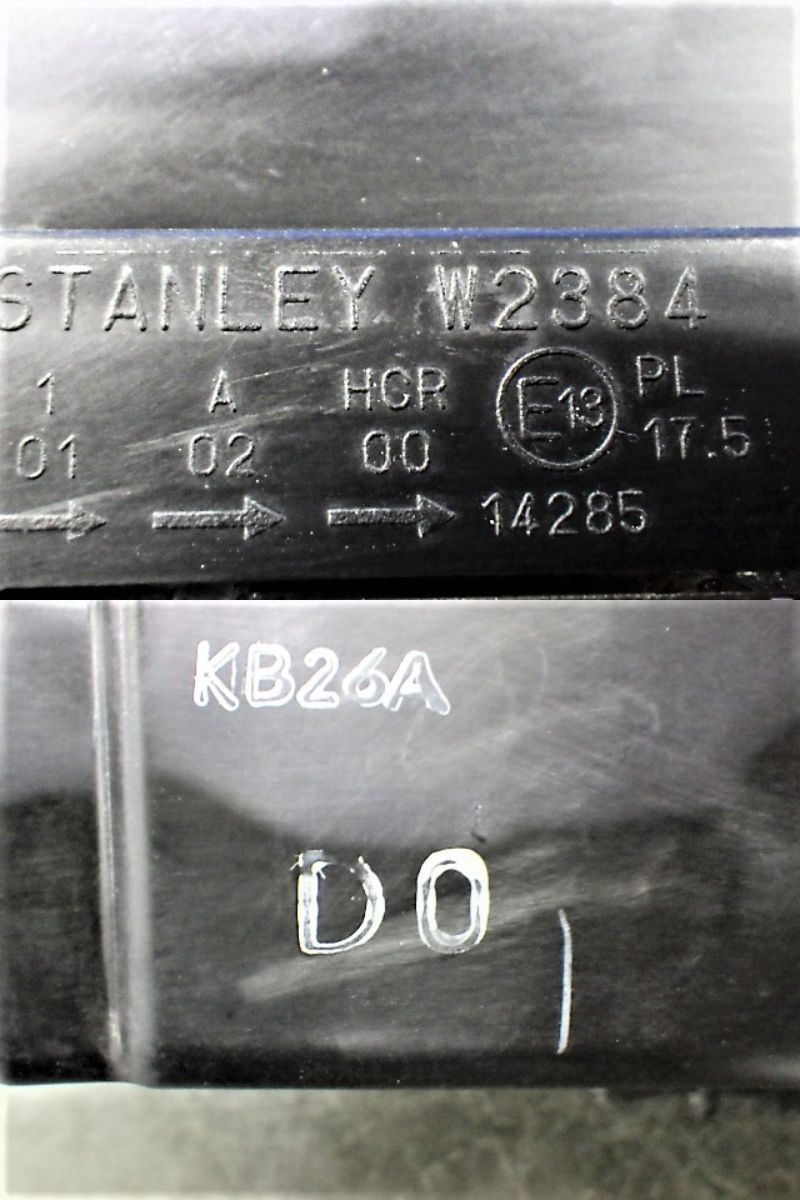 STANLEY W2384
1 A HCR E13 PL
01 02 00 17.5
→ → → 14285
KB26A
D0